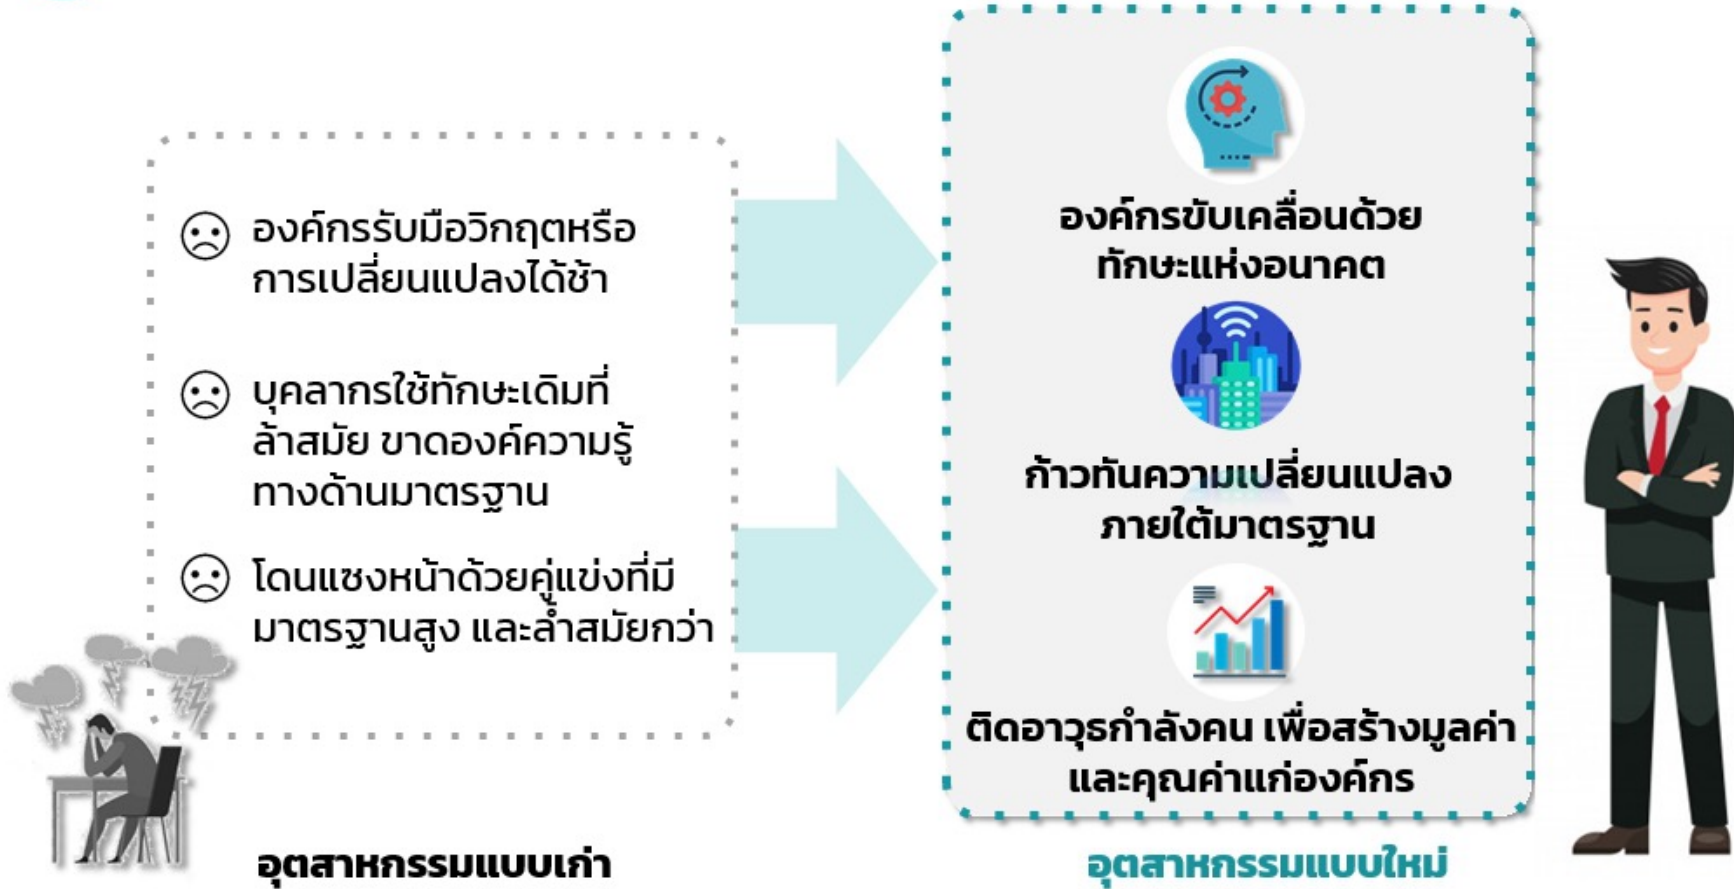 องค์กรรับมือวิกฤตหรือ
การเปลี่ยนแปลงได้ช้า
บุคลากรใช้ทักษะเดิมที่
ล้าสมัย ขาดองค์ความรู้
ทางด้านมาตรฐาน
โดนแซงหน้าด้วยคู่แข่งที่มี
มาตรฐานสูง และล้ำสมัยกว่า
อุตสาหกรรมแบบเก่า
องค์กรขับเคลื่อนด้วย
ทักษะแห่งอนาคต
ก้าวทันความเปลี่ยนแปลง
ภายใต้มาตรฐาน
ติดอาวุธกำลังคน เพื่อสร้างมูลค่า
และคุณค่าแก่องค์กร
อุตสาหกรรมแบบใหม่